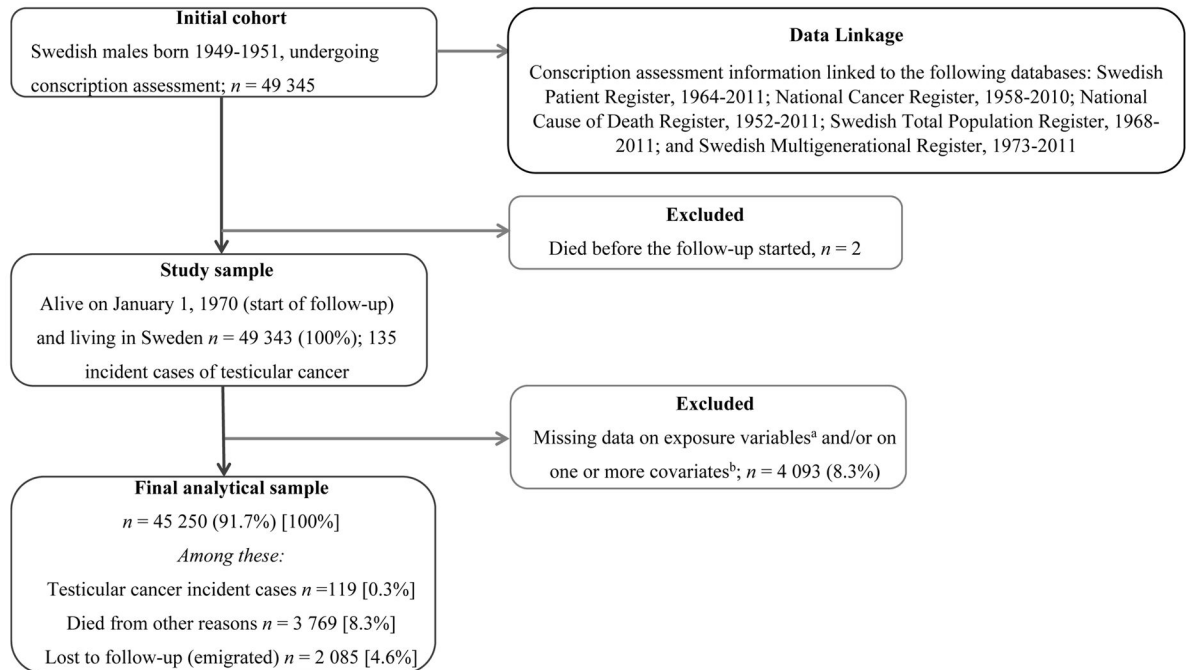 Initial cohort
Swedish males born 1949-1951, undergoing
conscription assessment; n = 49 345
Data Linkage
Conscription assessment information linked to the following databases: Swedish
Patient Register, 1964-2011; National Cancer Register, 1958-2010; National
Cause of Death Register, 1952-2011; Swedish Total Population Register, 1968-
2011; and Swedish Multigenerational Register, 1973-2011
Excluded
Died before the follow-up started, n = 2
Study sample
Alive on January 1, 1970 (start of follow-up)
and living in Sweden n = 49 343 (100%); 135
incident cases of testicular cancer
Excluded
Missing data on exposure variablesᵃ and/or on
one or more covariatesᵇ; n = 4 093 (8.3%)
Final analytical sample
n = 45 250 (91.7%) [100%]
Among these:
Testicular cancer incident cases n =119 [0.3%]
Died from other reasons n = 3 769 [8.3%]
Lost to follow-up (emigrated) n = 2 085 [4.6%]